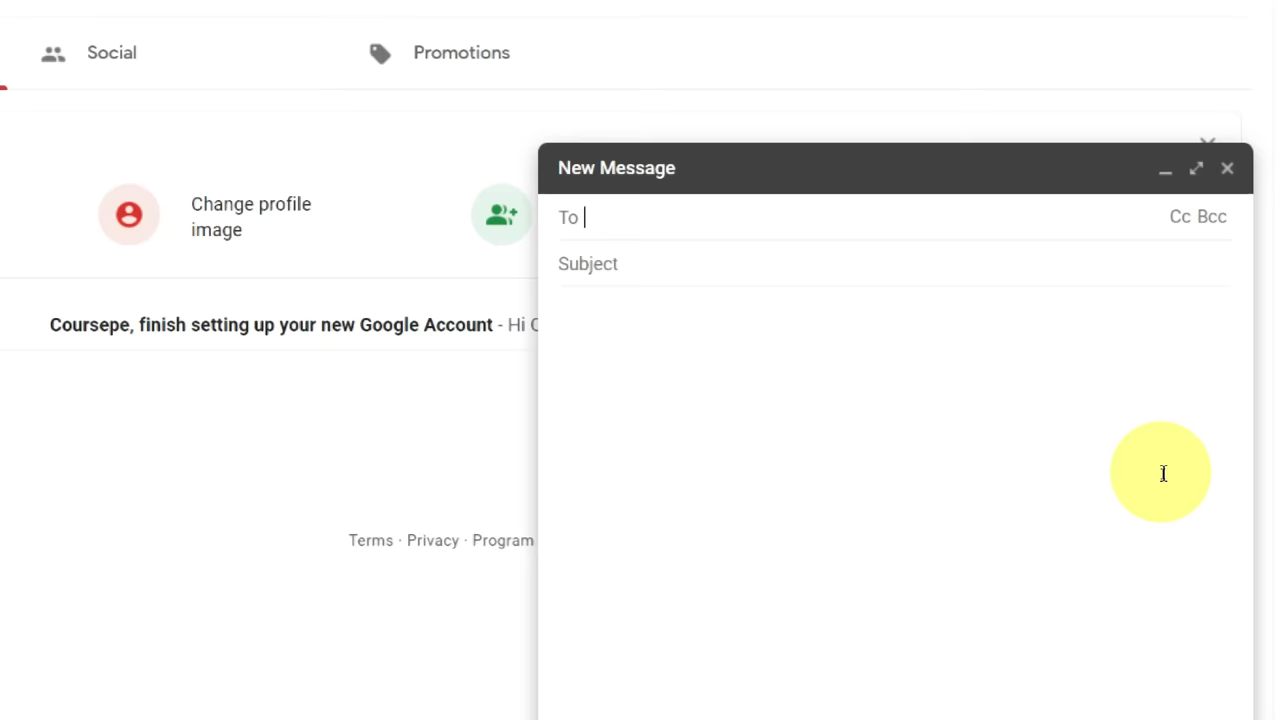 Social
Promotions
New Message
Change profile
image
To
Cc Bcc
Subject
Coursepe, finish setting up your new Google Account - Hi
Terms · Privacy · Program